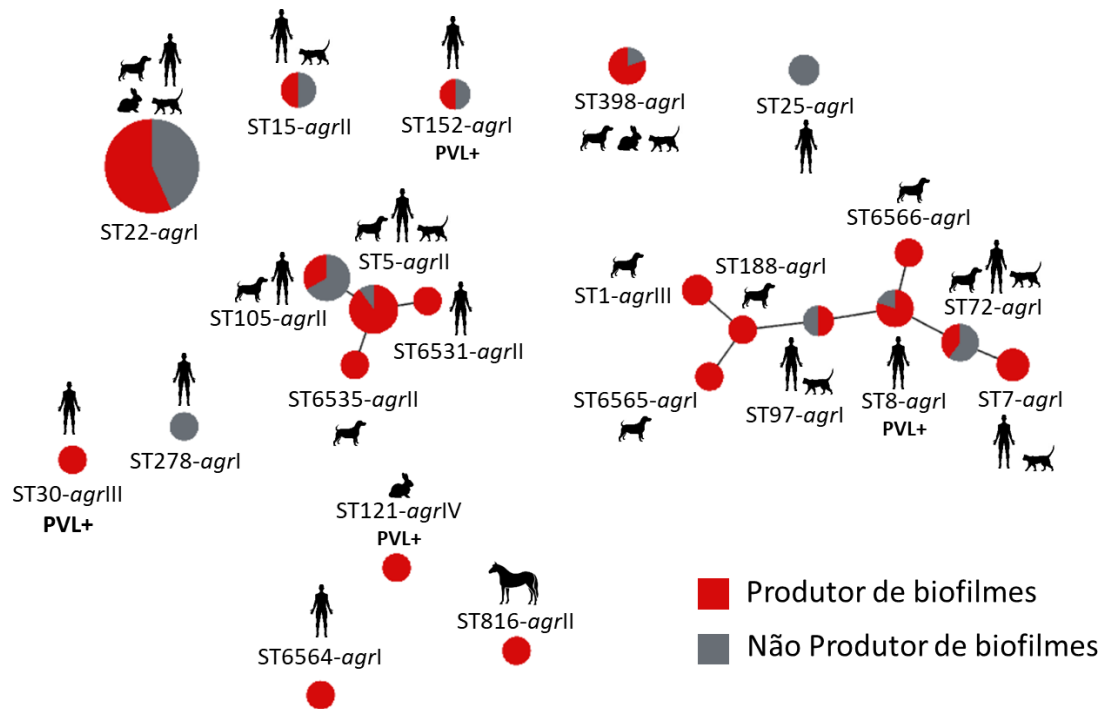 ST15-agrII
ST152-agrI
PVL+
ST398-agrI
ST25-agrI
ST22-agrI
ST5-agrII
ST105-agrII
ST6531-agrII
ST6535-agrII
ST6566-agrI
ST1-agrIII
ST188-agrI
ST72-agrI
ST6565-agrI
ST97-agrI
ST8-agrI
PVL+
ST7-agrI
ST278-agrI
ST30-agrIII
PVL+
ST121-agrIV
PVL+
ST816-agrII
ST6564-agrI
Produtor de biofilmes
Não Produtor de biofilmes